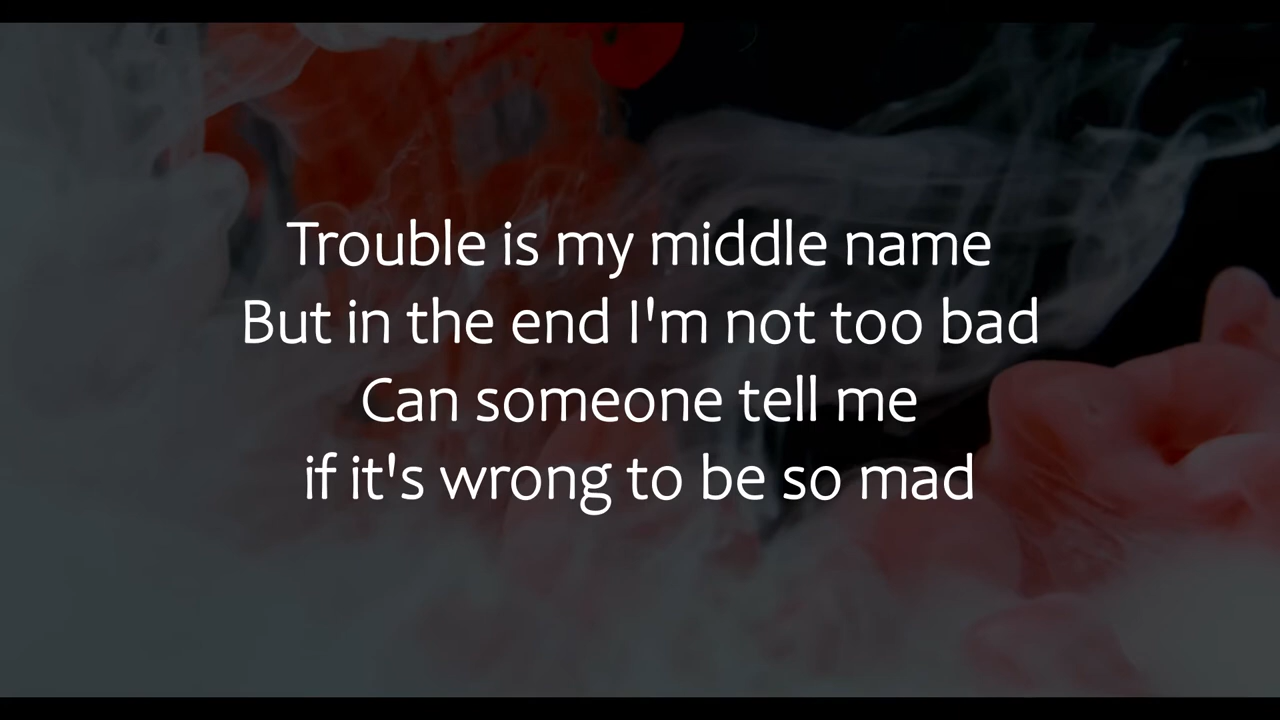 Trouble is my middle name
But in the end I'm not too bad
Can someone tell me
if it's wrong to be so mad